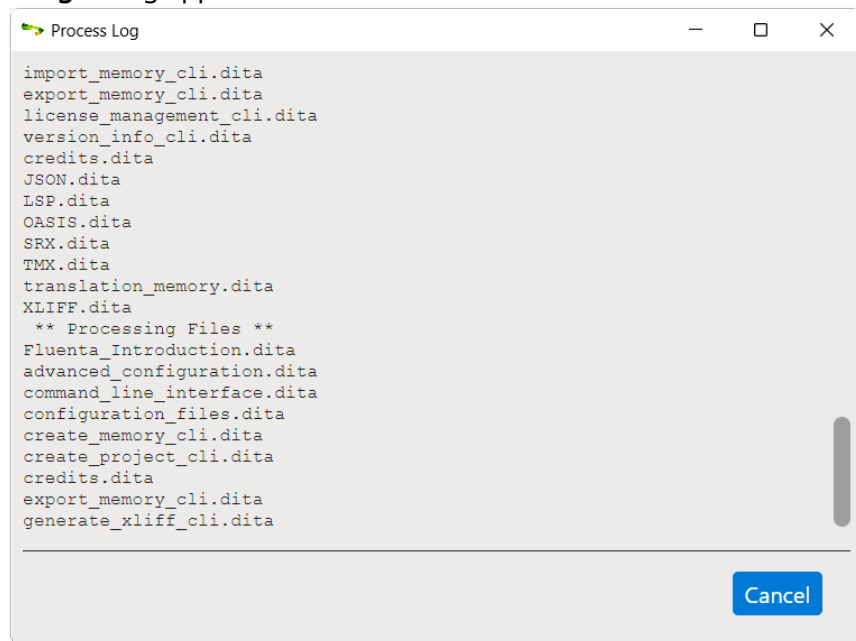 Process Log
import_memory_cli.dita
export_memory_cli.dita
license_management_cli.dita
version_info_cli.dita
credits.dita
JSON.dita
LSP.dita
OASIS.dita
SRX.dita
TMX.dita
translation_memory.dita
XLIFF.dita
** Processing Files **
Fluenta_Introduction.dita
advanced_configuration.dita
command_line_interface.dita
configuration_files.dita
create_memory_cli.dita
create_project_cli.dita
credits.dita
export_memory_cli.dita
generate_xliff_cli.dita
Cancel